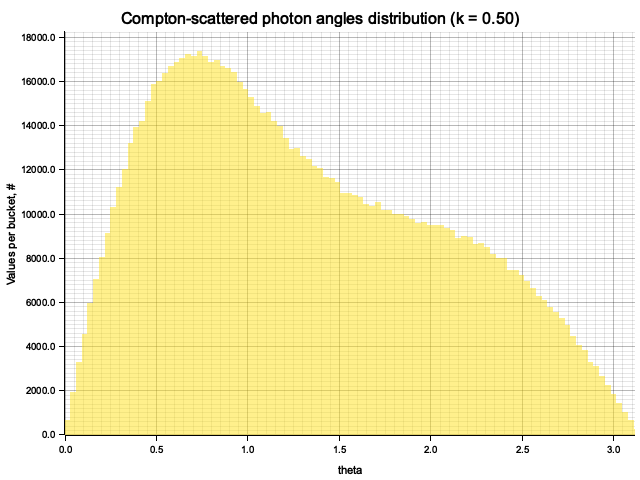 Compton-scattered photon angles distribution (k = 0.50)
18000.0
16000.0
14000.0
12000.0
10000.0
8000.0
6000.0
4000.0
2000.0
0.0
Values per bucket, #
0.0 0.5 1.0 1.5 2.0 2.5 3.0
theta